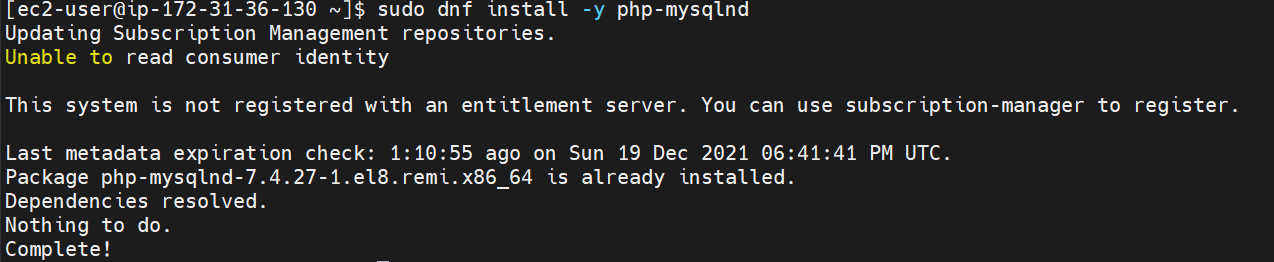 [ec2-user@ip-172-31-36-130 ~]$ sudo dnf install -y php-mysqlnd
Updating Subscription Management repositories.
Unable to read consumer identity
This system is not registered with an entitlement server. You can use subscription-manager to register.
Last metadata expiration check: 1:10:55 ago on Sun 19 Dec 2021 06:41:41 PM UTC.
Package php-mysqlnd-7.4.27-1.el8.remi.x86_64 is already installed.
Dependencies resolved.
Nothing to do.
Complete!